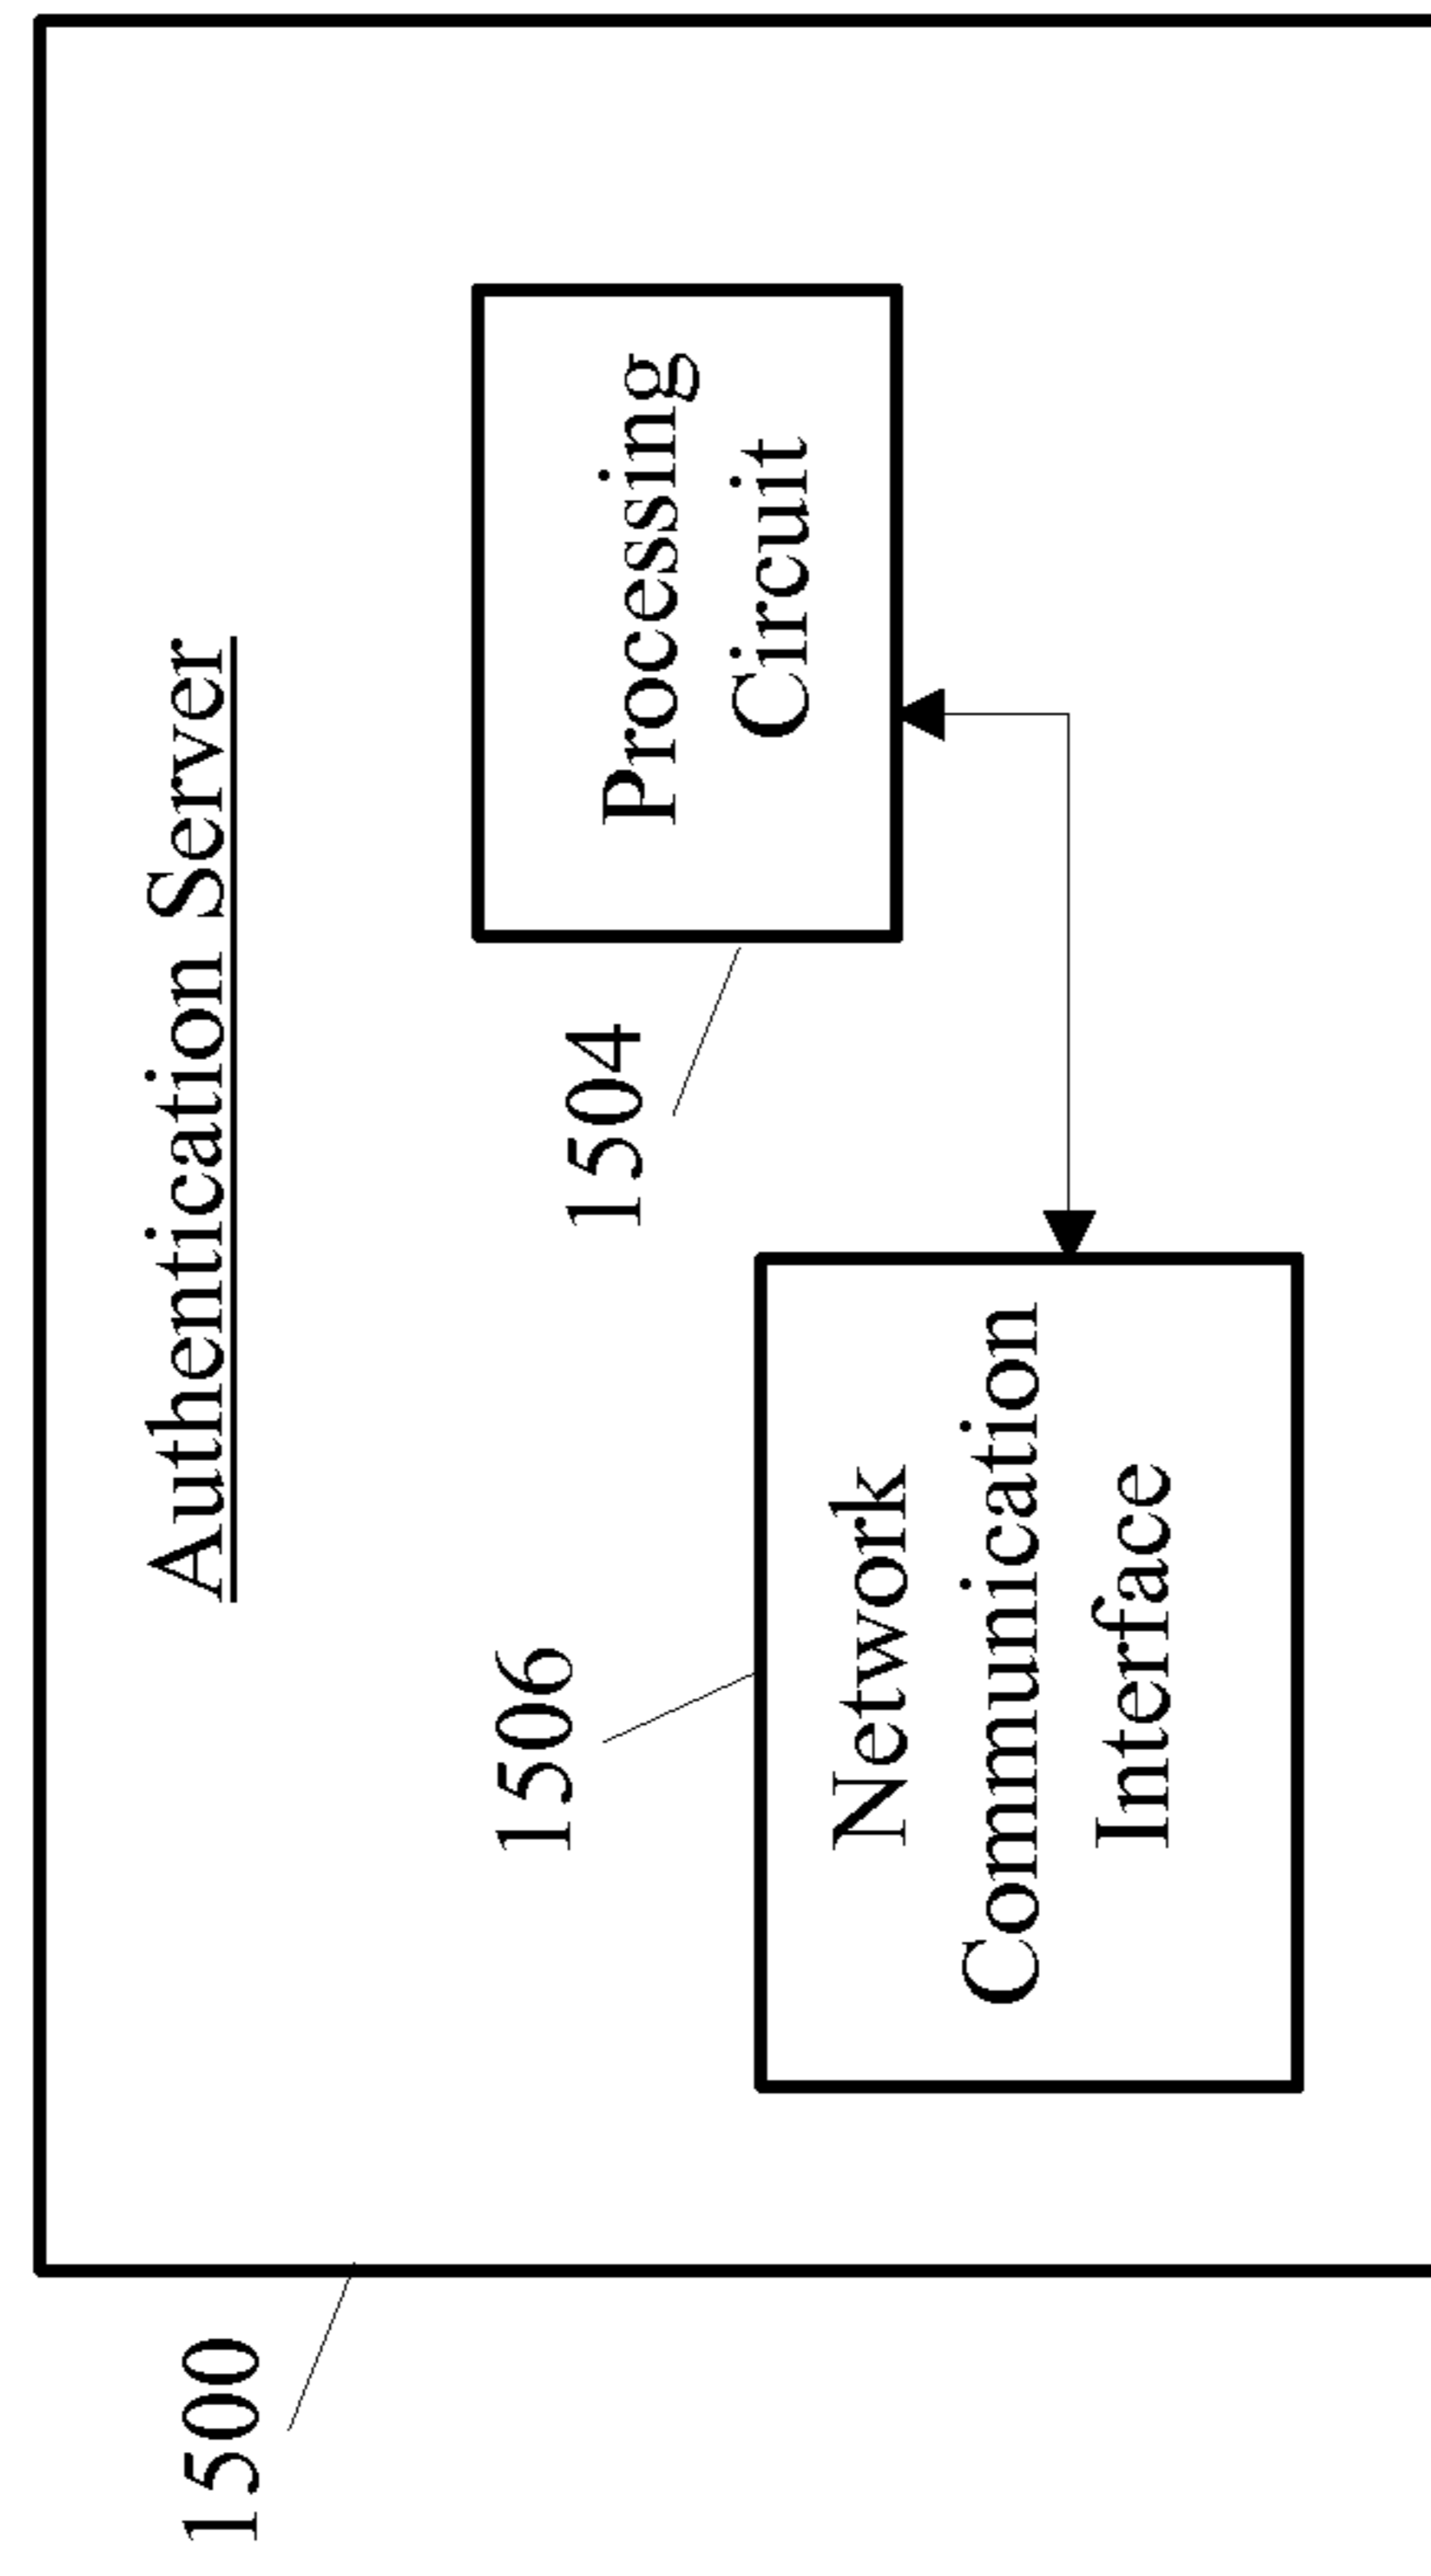 1500
Authentication Server
1506
1504
Processing
Circuit
Network
Communication
Interface